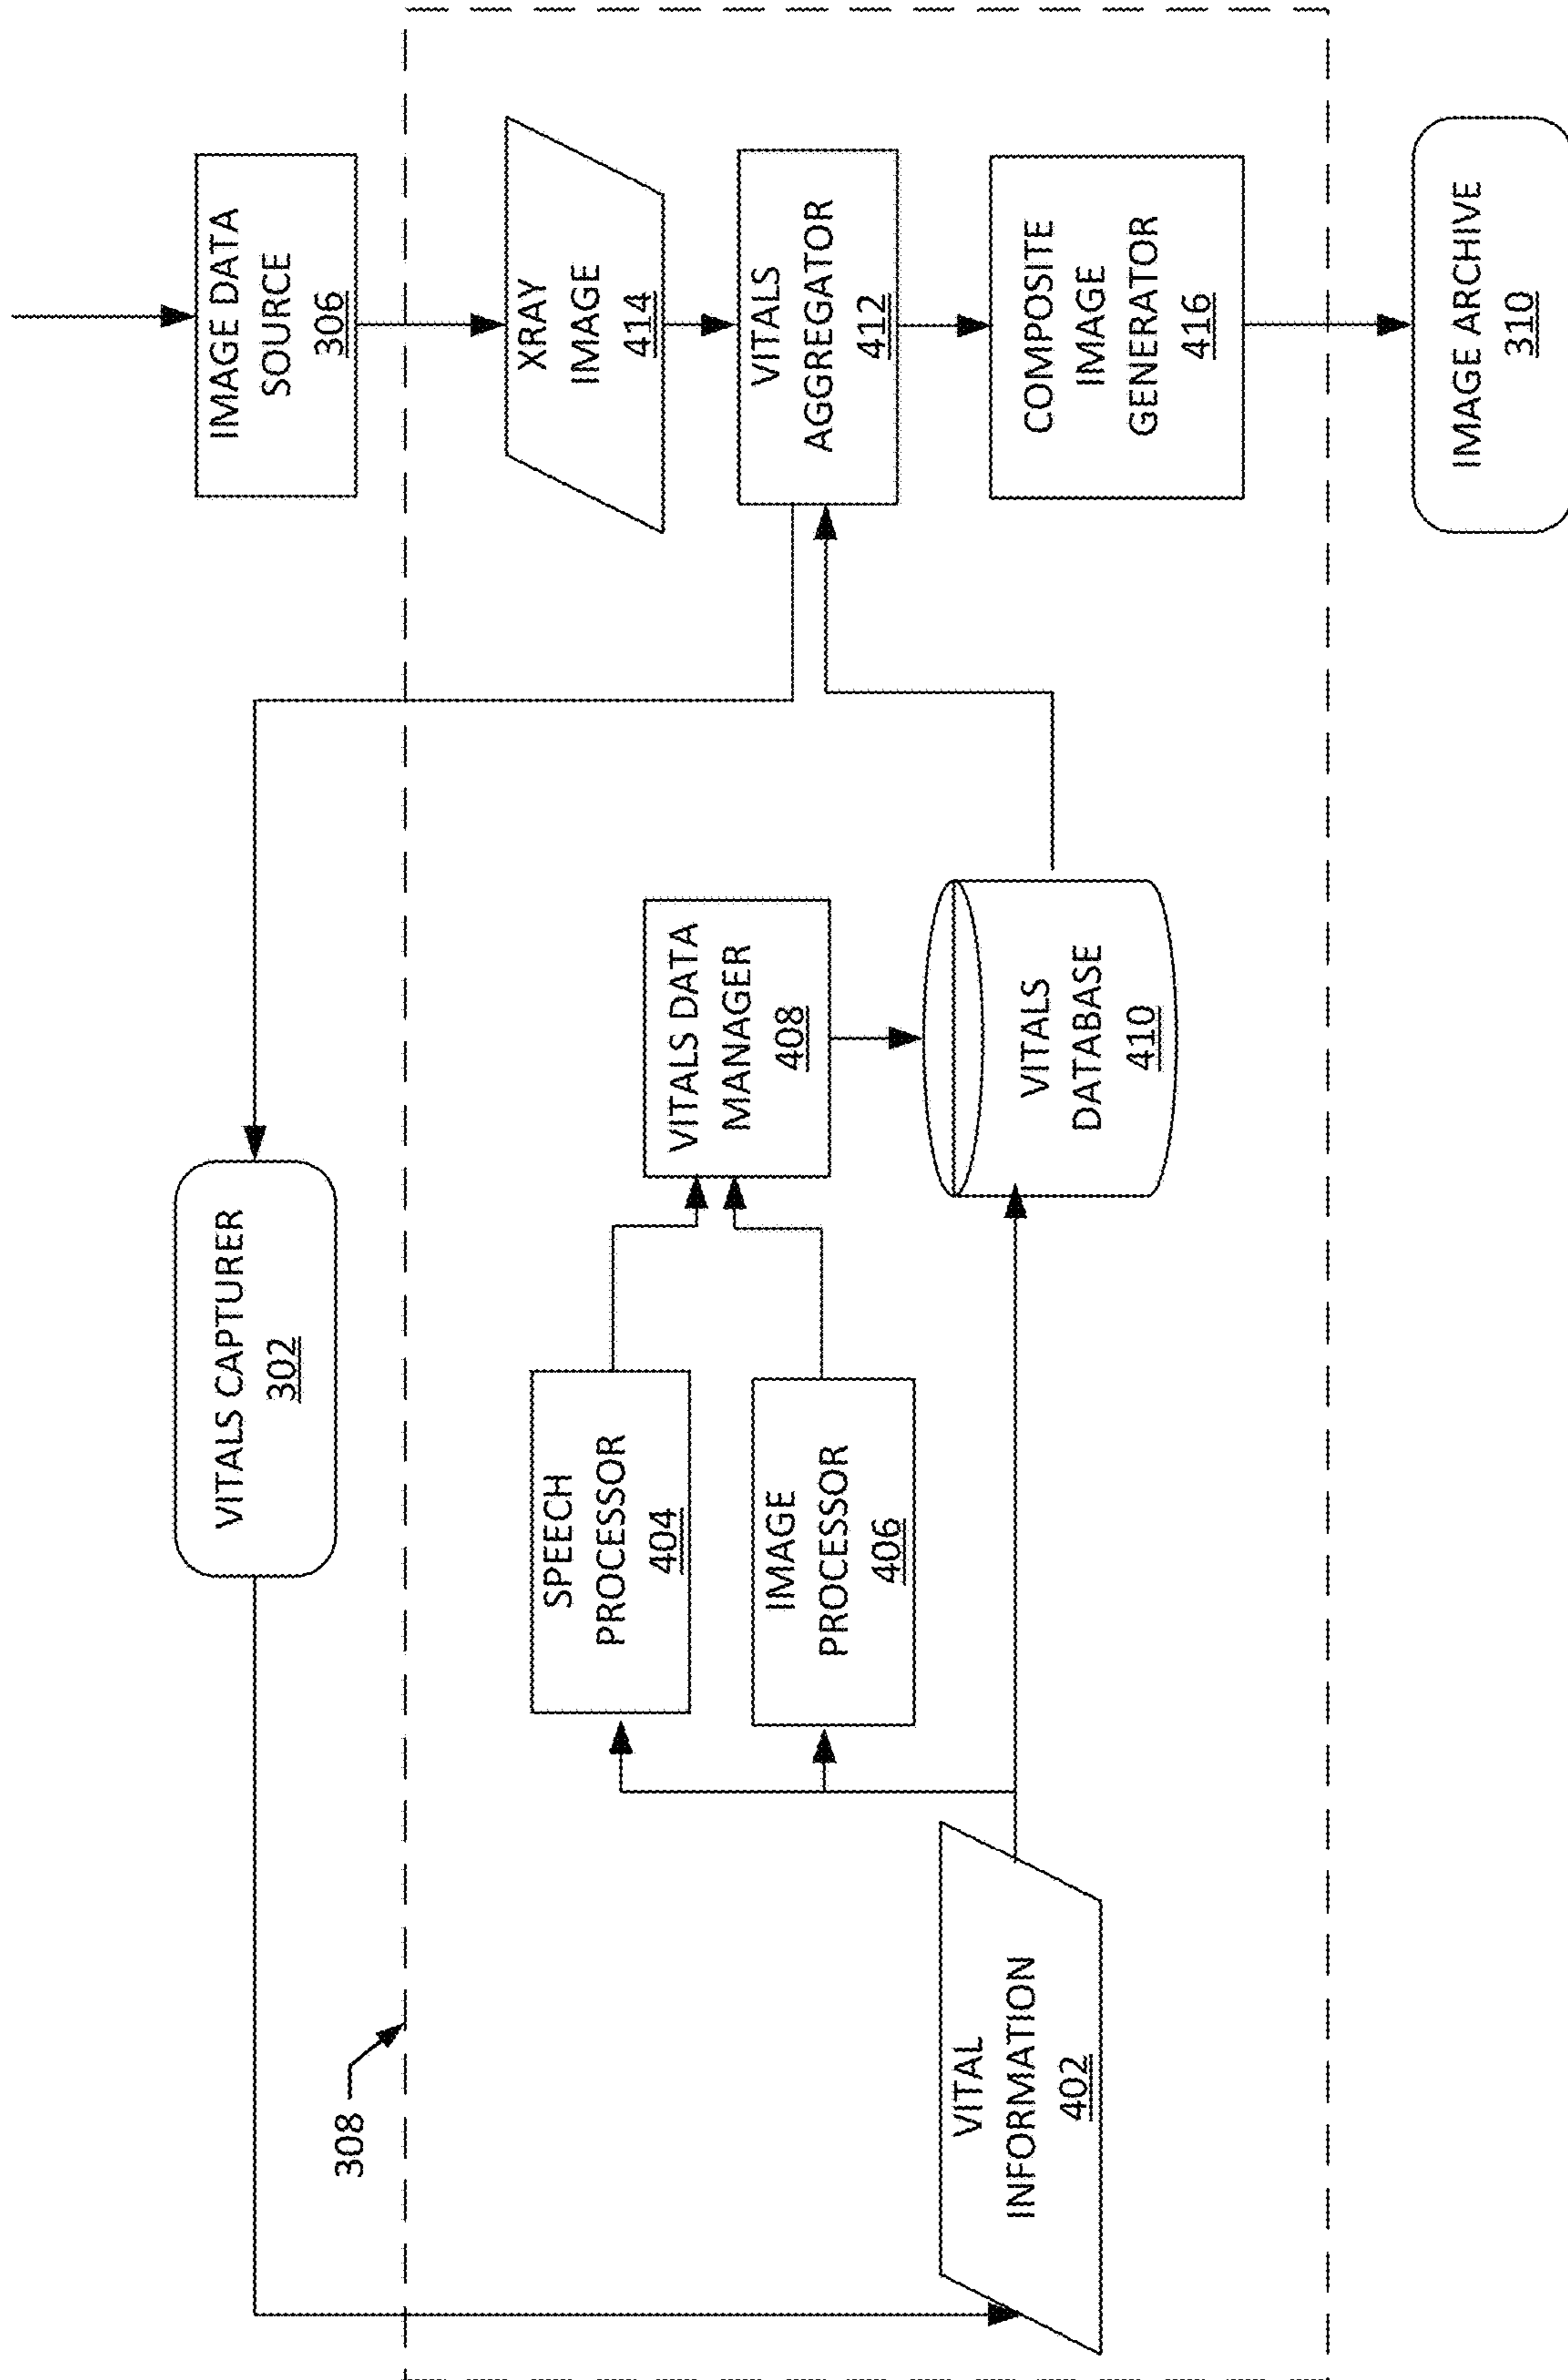 VITALS CAPTURER
302
IMAGE DATA
SOURCE
306
308
SPEECH
PROCESSOR
404
IMAGE
PROCESSOR
406
VITALS DATA
MANAGER
408
XRAY
IMAGE
414
VITALS
AGGREGATOR
412
VITAL
INFORMATION
402
VITALS
DATABASE
410
COMPOSITE
IMAGE
GENERATOR
416
IMAGE ARCHIVE
310